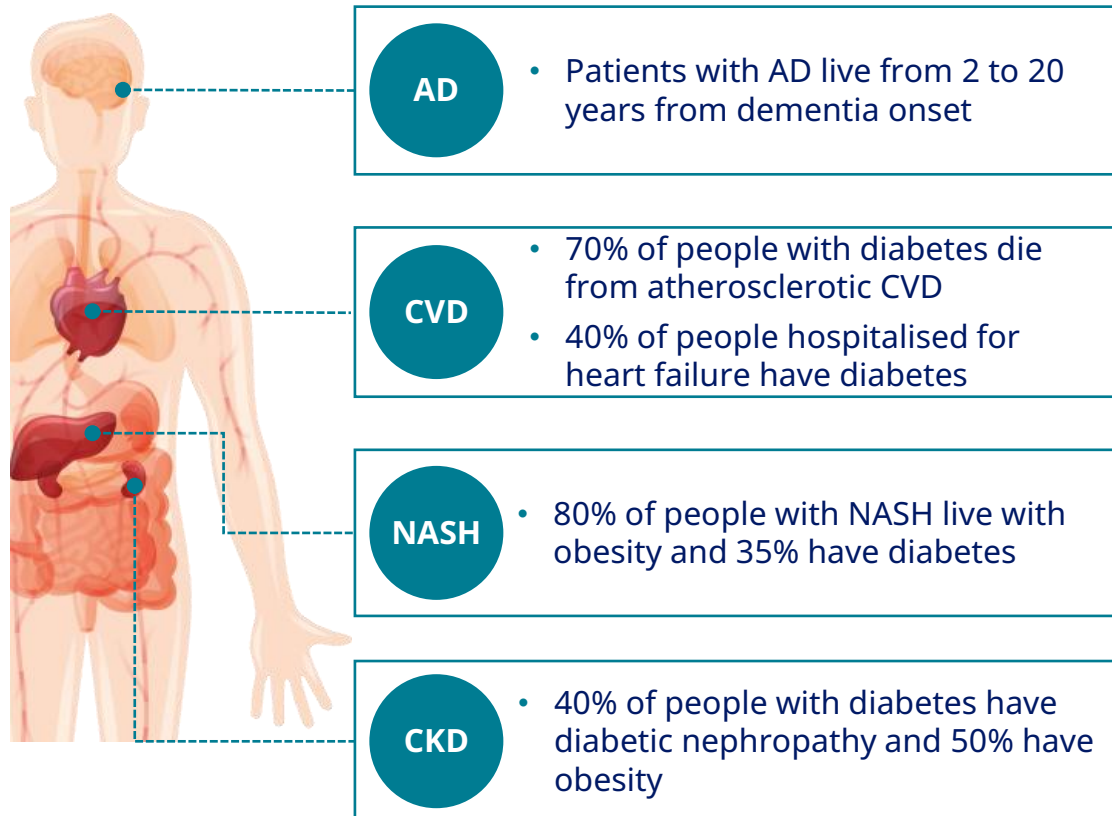 AD
• Patients with AD live from 2 to 20
years from dementia onset
CVD
• 70% of people with diabetes die
from atherosclerotic CVD
• 40% of people hospitalised for
heart failure have diabetes
NASH
• 80% of people with NASH live with
obesity and 35% have diabetes
CKD
• 40% of people with diabetes have
diabetic nephropathy and 50% have
obesity